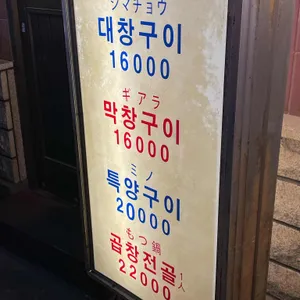 シマチョウ
대창구이
16000
ギアラ
막창구이
16000
ミノ
특양구이
20000
もつ鍋
곱창전골 1人
22000